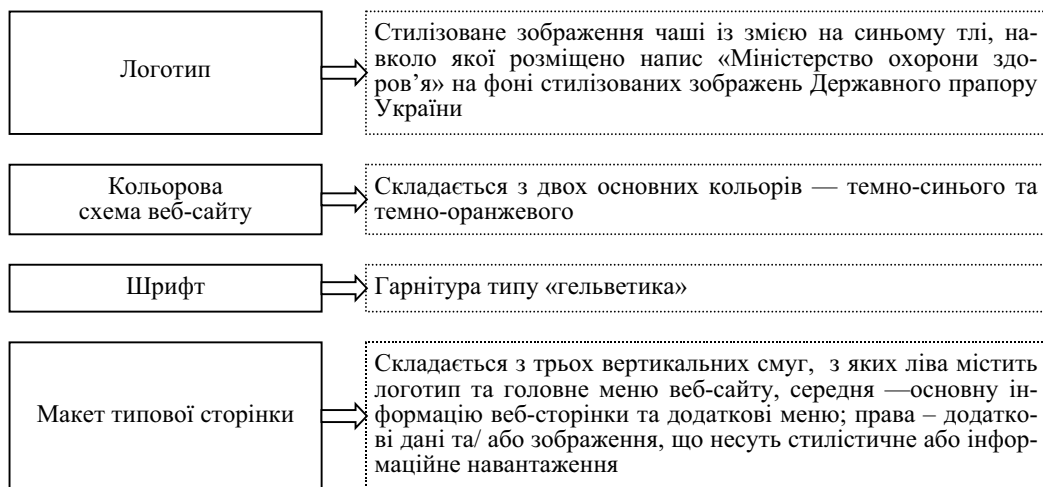 Логотип
Стилізоване зображення чаші із змією на синьому тлі, на-
вколо якої розміщено напис «Міністерство охорони здо-
ров’я» на фоні стилізованих зображень Державного прапору
України
Кольорова
схема веб-сайту
Складається з двох основних кольорів — темно-синього та
темно-оранжевого
Шрифт
Гарнітура типу «гельветика»
Макет типової сторінки
Складається з трьох вертикальних смуг, з яких ліва містить
логотип та головне меню веб-сайту, середня —основну ін-
формацію веб-сторінки та додаткові меню; права – додатко-
ві дані та/ або зображення, що несуть стилістичне або інфор-
маційне навантаження